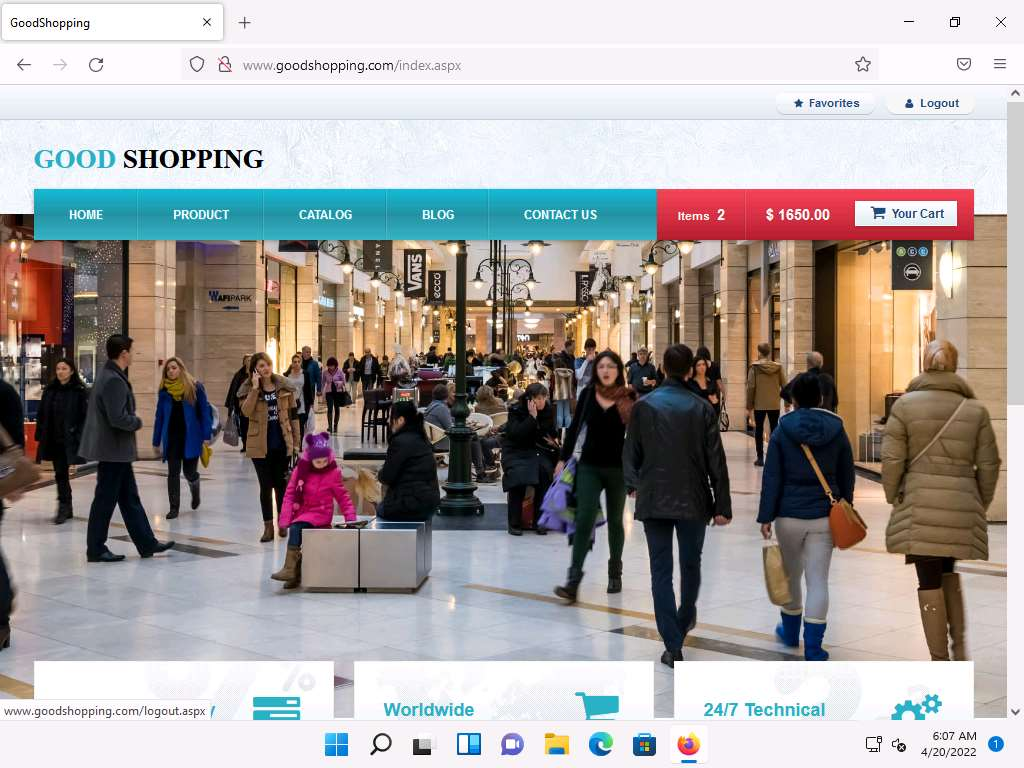 GoodShopping
www.goodshopping.com/index.aspx
Favorites
Logout
GOOD SHOPPING
HOME
PRODUCT
CATALOG
BLOG
CONTACT US
Items 2
$ 1650.00
Your Cart
VANS
ecco
WAFI PARK
Worldwide
24/7 Technical
www.goodshopping.com/logout.aspx
6:07 AM
4/20/2022
1